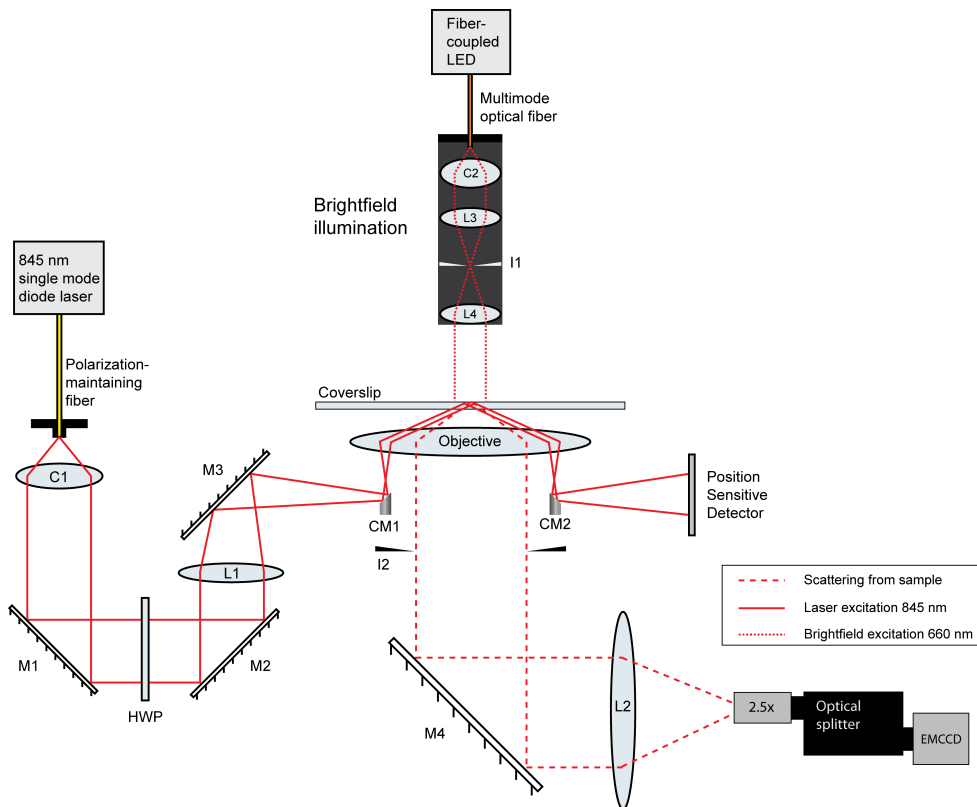 Fiber-
coupled
LED
Multimode
optical fiber
C2
Brightfield
illumination
L3
I1
L4
845 nm
single mode
diode laser
Polarization-
maintaining
fiber
Coverslip
Objective
C1
M3
CM1
CM2
Position
Sensitive
Detector
I2
L1
Scattering from sample
Laser excitation 845 nm
Brightfield excitation 660 nm
M1
M2
HWP
M4
L2
2.5x
Optical
splitter
EMCCD